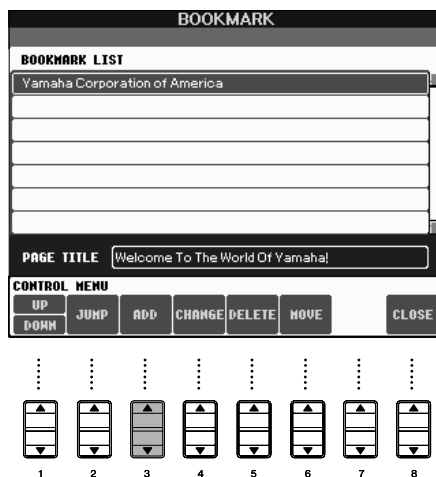 BOOKMARK
BOOKMARK LIST
Yamaha Corporation of America
PAGE TITLE Welcome To The World Of Yamaha!
CONTROL MENU
UP
DOWN
JUMP ADD CHANGE DELETE MOVE CLOSE
1 2 3 4 5 6 7 8